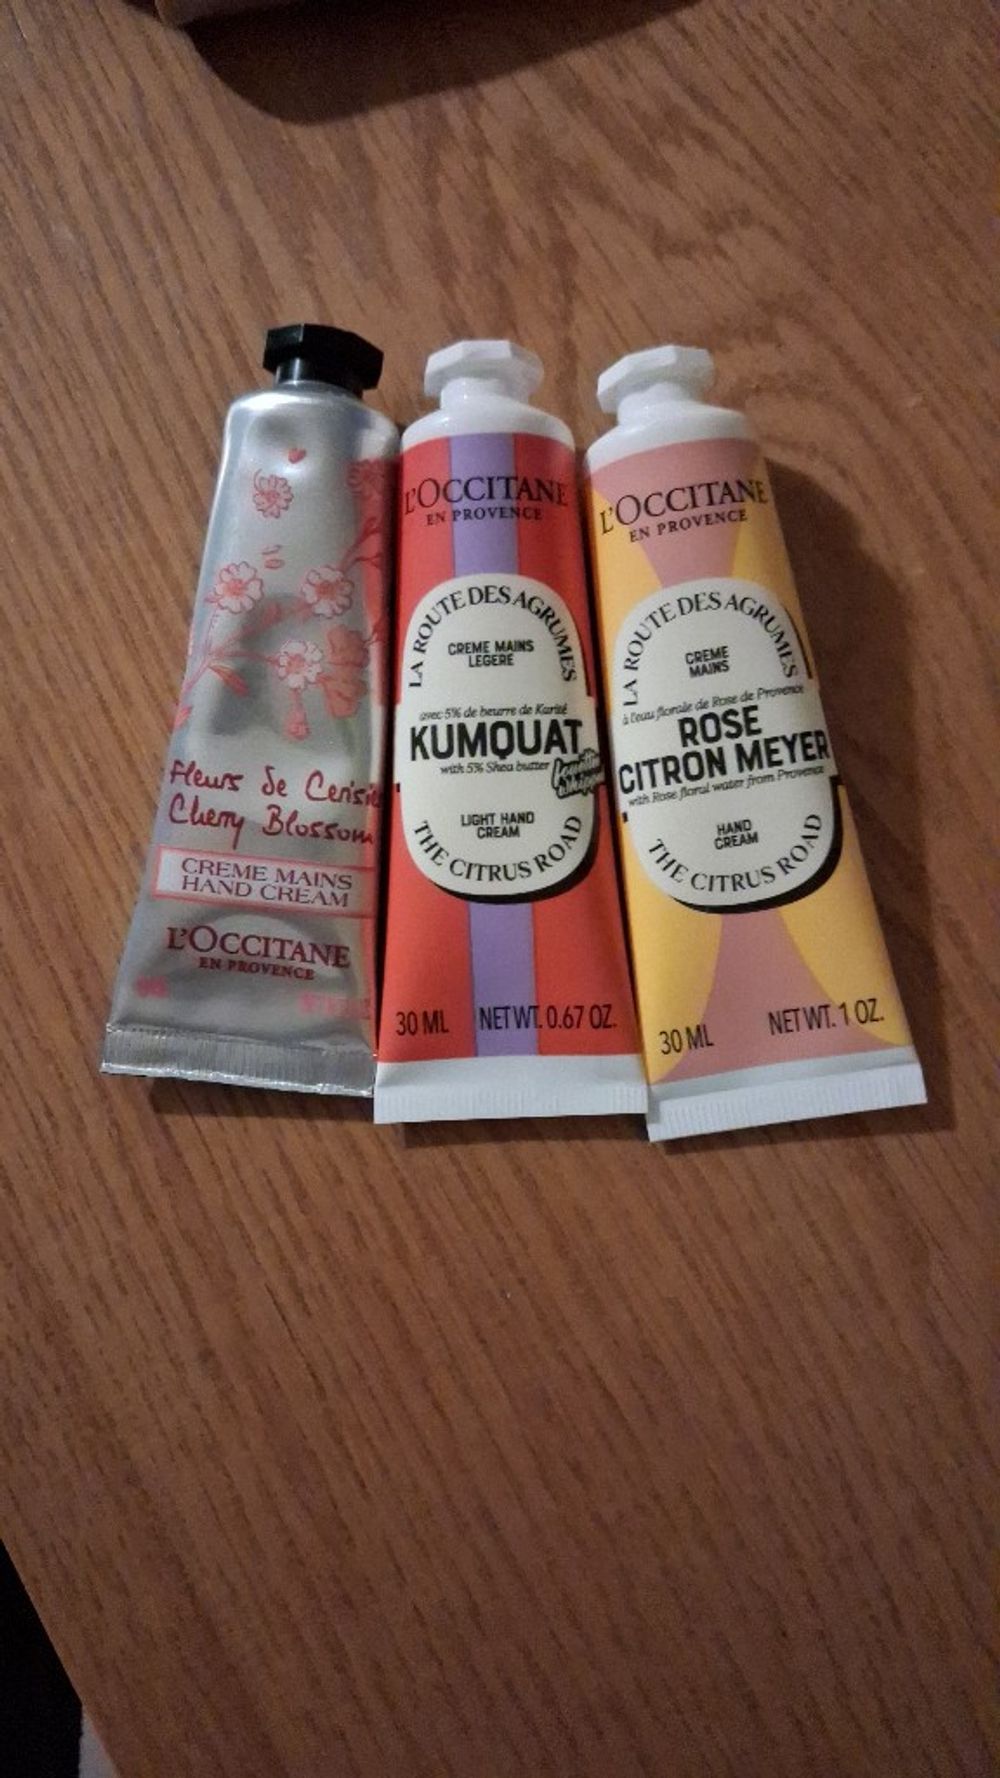 Fleurs de Cerisie
Cherry Blossom
CREME MAINS
HAND CREAM
L'OCCITANE
EN PROVENCE
L'OCCITANE
EN PROVENCE
LA ROUTE DES AGRUMES
CREME MAINS
LEGERE
avec 5% de beurre de Karité
KUMQUAT
with 5% Shea butter
LIGHT HAND
CREAM
THE CITRUS ROAD
30 ML NET WT. 0.67 OZ.
L'OCCITANE
EN PROVENCE
LA ROUTE DES AGRUMES
CREME
MAINS
à l'eau florale de Rose de Provence
ROSE
CITRON MEYER
with Rose floral water from Provence
HAND
CREAM
THE CITRUS ROAD
30 ML NET WT. 1 OZ.